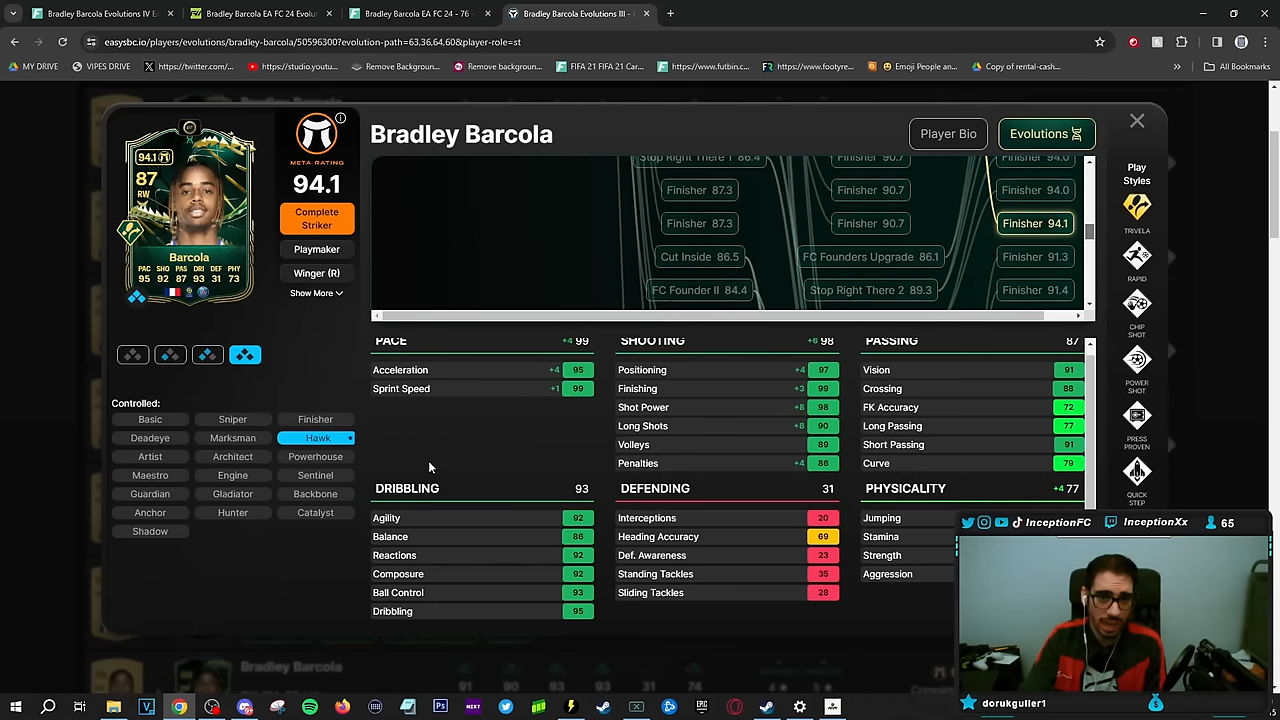 Bradley Barcola Evolutions IV EA
Bradley Barcola EA FC 24 Evolut
Bradley Barcola EA FC 24 - 76 -
Bradley Barcola Evolutions III -
easysbc.io/players/evolutions/bradley-barcola/50596300?evolution-path=63,36,64,60&player-role=st
MY DRIVE
VIPES DRIVE
https://twitter.com/...
https://studio.youtu...
Remove Backgroun...
Remove backgroun...
FIFA 21 FIFA 21 Car...
https://www.futbin.c...
https://www.footyre...
Emoji People an...
Copy of rental-cash...
All Bookmarks
94.1
87
RW
Barcola
PAC SHO PAS DRI DEF PHY
95 92 87 93 31 73
META RATING
94.1
Complete
Striker
Playmaker
Winger (R)
Show More
Bradley Barcola
Player Bio
Evolutions
Stop Right There 1 86.4
Finisher 90.7
Finisher 94.0
Finisher 87.3
Finisher 90.7
Finisher 94.0
Finisher 87.3
Finisher 90.7
Finisher 94.1
Cut Inside 86.5
FC Founders Upgrade 86.1
Finisher 91.3
FC Founder II 84.4
Stop Right There 2 89.3
Finisher 91.4
Play
Styles
TRIVELA
RAPID
CHIP
SHOT
POWER
SHOT
PRESS
PROVEN
QUICK
STEP
Controlled:
Basic Sniper Finisher
Deadeye Marksman Hawk
Artist Architect Powerhouse
Maestro Engine Sentinel
Guardian Gladiator Backbone
Anchor Hunter Catalyst
Shadow
PACE +4 99
Acceleration +4 95
Sprint Speed +1 99
SHOOTING +6 98
Positioning +4 97
Finishing +3 99
Shot Power +8 98
Long Shots +8 90
Volleys 89
Penalties +4 86
PASSING 87
Vision 91
Crossing 88
FK Accuracy 72
Long Passing 77
Short Passing 91
Curve 79
DRIBBLING 93
Agility 92
Balance 86
Reactions 92
Composure 92
Ball Control 93
Dribbling 95
DEFENDING 31
Interceptions 20
Heading Accuracy 69
Def. Awareness 23
Standing Tackles 35
Sliding Tackles 28
PHYSICALITY +4 77
Jumping
Stamina
Strength
Aggression
InceptionFC
InceptionXx
65
dorukguller1
Bradley Barcola
91 90 93 93 31 74